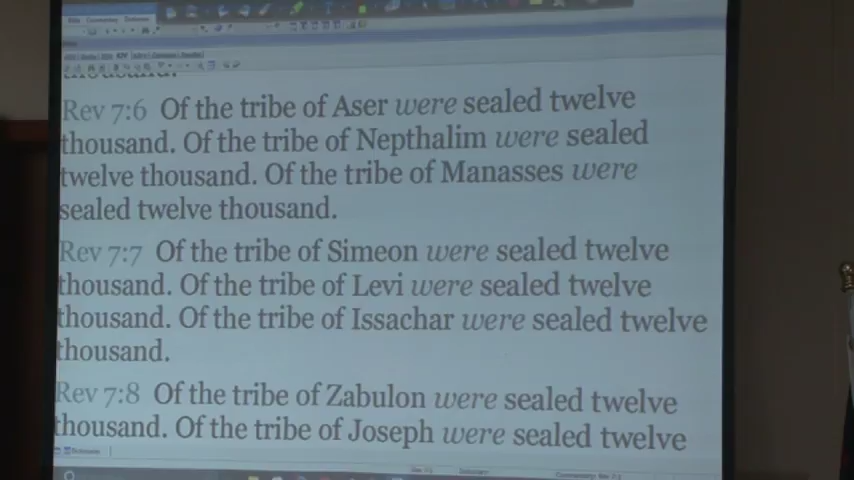 thousand.
Rev 7:6 Of the tribe of Aser were sealed twelve
thousand. Of the tribe of Nepthalim were sealed
twelve thousand. Of the tribe of Manasses were
sealed twelve thousand.
Rev 7:7 Of the tribe of Simeon were sealed twelve
thousand. Of the tribe of Levi were sealed twelve
thousand. Of the tribe of Issachar were sealed twelve
thousand.
Rev 7:8 Of the tribe of Zabulon were sealed twelve
thousand. Of the tribe of Joseph were sealed twelve